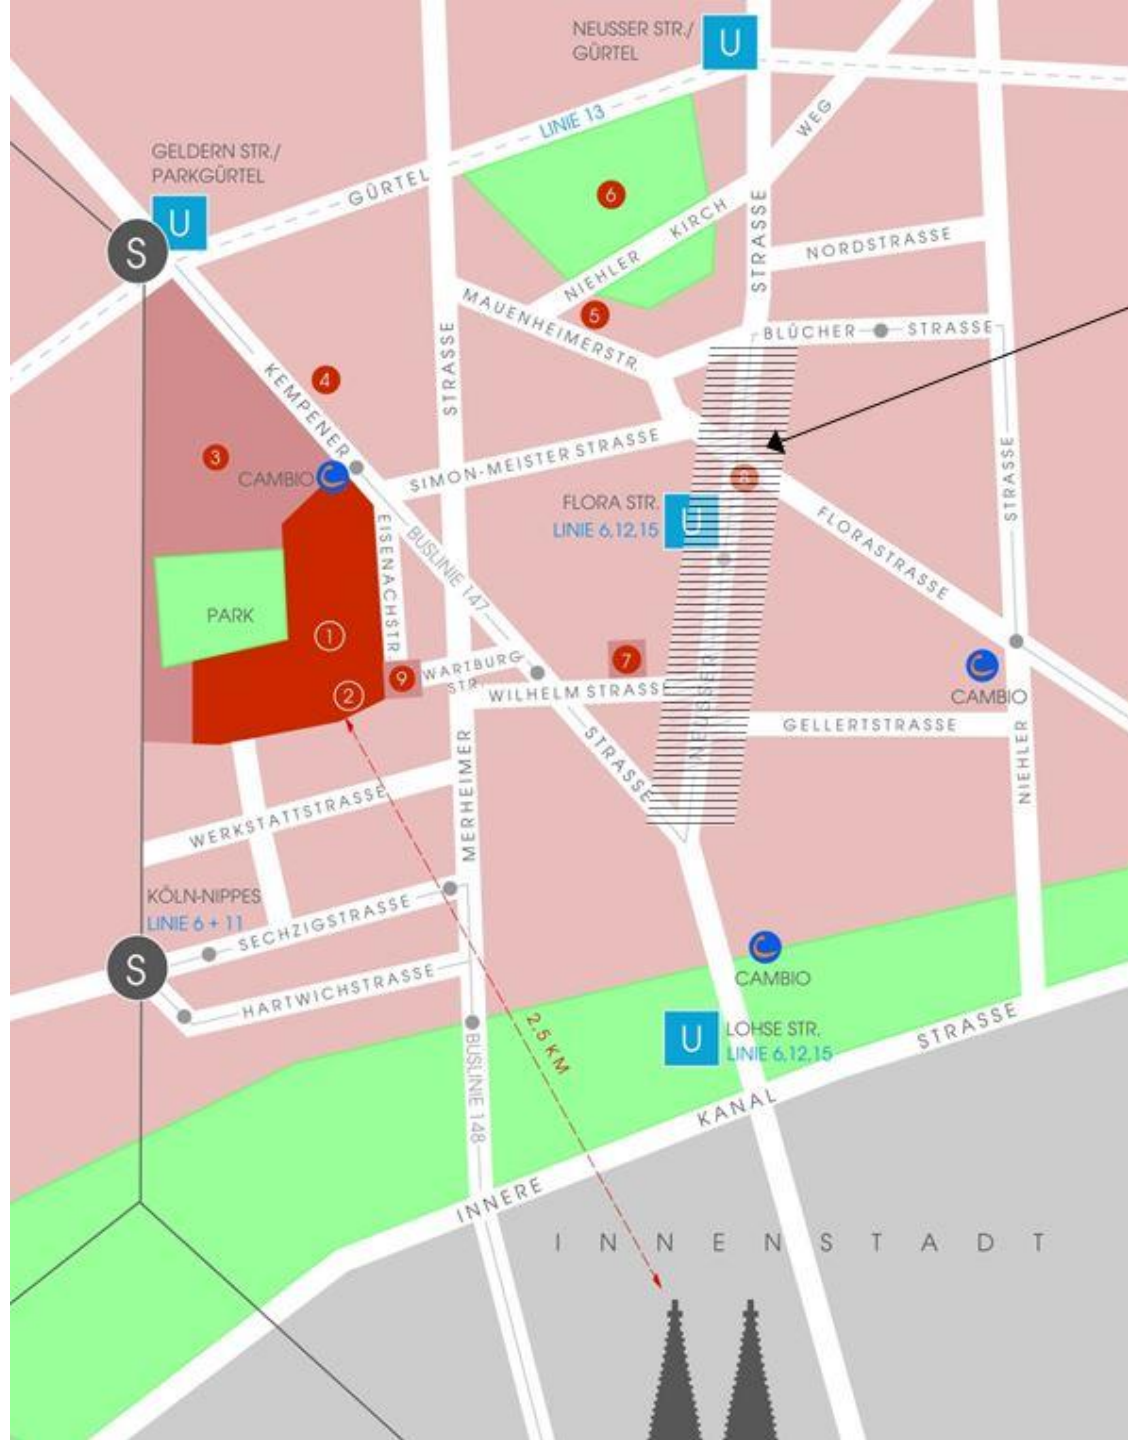 NEUSSER STR./
GÜRTEL
U
LINIE 13
WEG
GELDERN STR./
PARKGÜRTEL
U
S
GÜRTEL
6
KIRCH
NIEHLER
STRASSE
NORDSTRASSE
MAUENHEIMERSTR.
5
BLÜCHER
STRASSE
STRASSE
KEMPENER
4
3
CAMBIO
SIMON-MEISTER STRASSE
STRASSE
8
FLORA STR.
LINIE 6,12,15
U
FLORASTRASSE
EISENACHSTR.
BUSLINIE 147
PARK
1
2
9
WARTBURG
STR.
7
WILHELM STRASSE
NEUSSER
CAMBIO
GELLERTSTRASSE
STRASSE
NIEHLER
MERHEIMER
WERKSTATTSTRASSE
KÖLN-NIPPES
LINIE 6 + 11
S
SECHZIGSTRASSE
HARTWICHSTRASSE
CAMBIO
2.5 KM
U
LOHSE STR.
LINIE 6,12,15
STRASSE
KANAL
BUSLINIE 148
INNERE
INNENSTADT